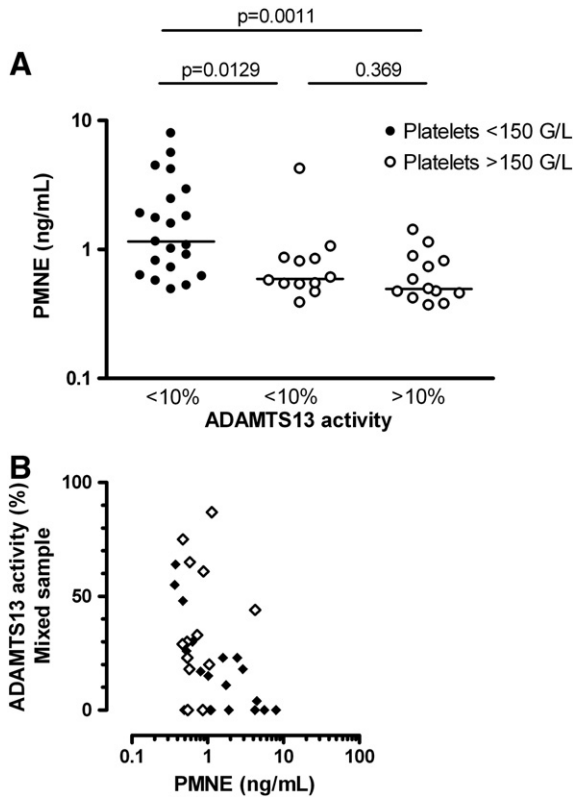 p=0.0011
A
p=0.0129 0.369
10
1
0.1
PMNE (ng/mL)
Platelets <150 G/L
Platelets >150 G/L
<10% <10% >10%
ADAMTS13 activity
B
ADAMTS13 activity (%)
Mixed sample
100
50
0
0.1 1 10 100
PMNE (ng/mL)